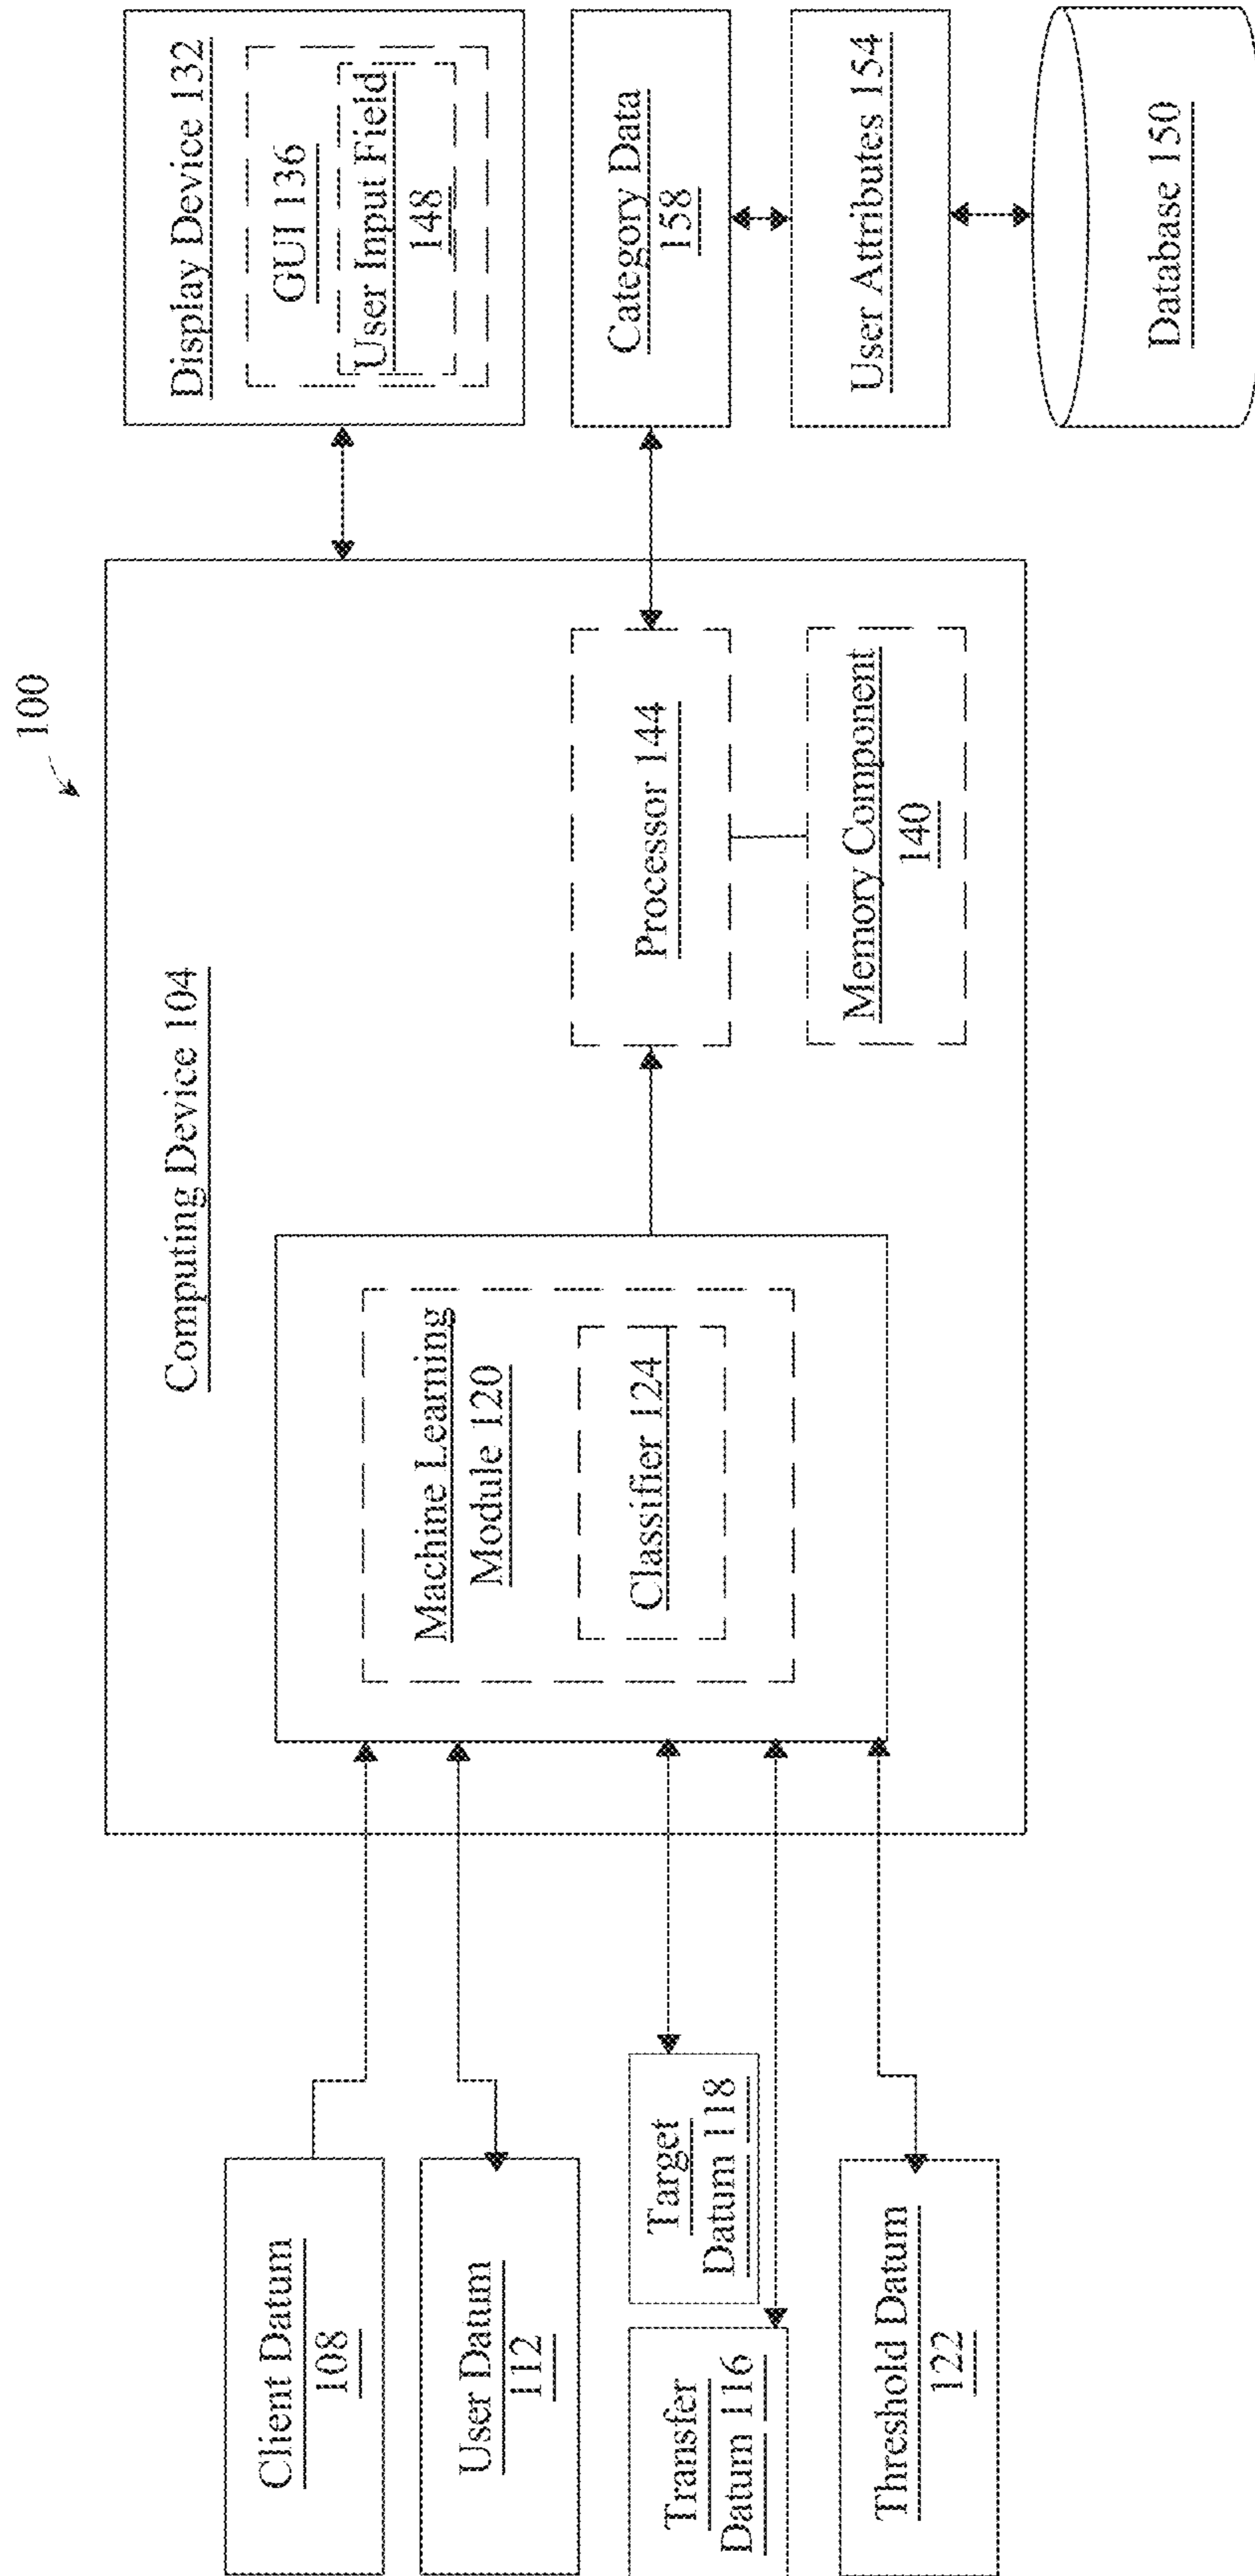 100
Computing Device 104
Client Datum
108
User Datum
112
Transfer
Datum 116
Target
Datum 118
Threshold Datum
122
Machine Learning
Module 120
Classifier 124
Processor 144
Memory Component
140
Display Device 132
GUI 136
User Input Field
148
Category Data
158
User Attributes 154
Database 150